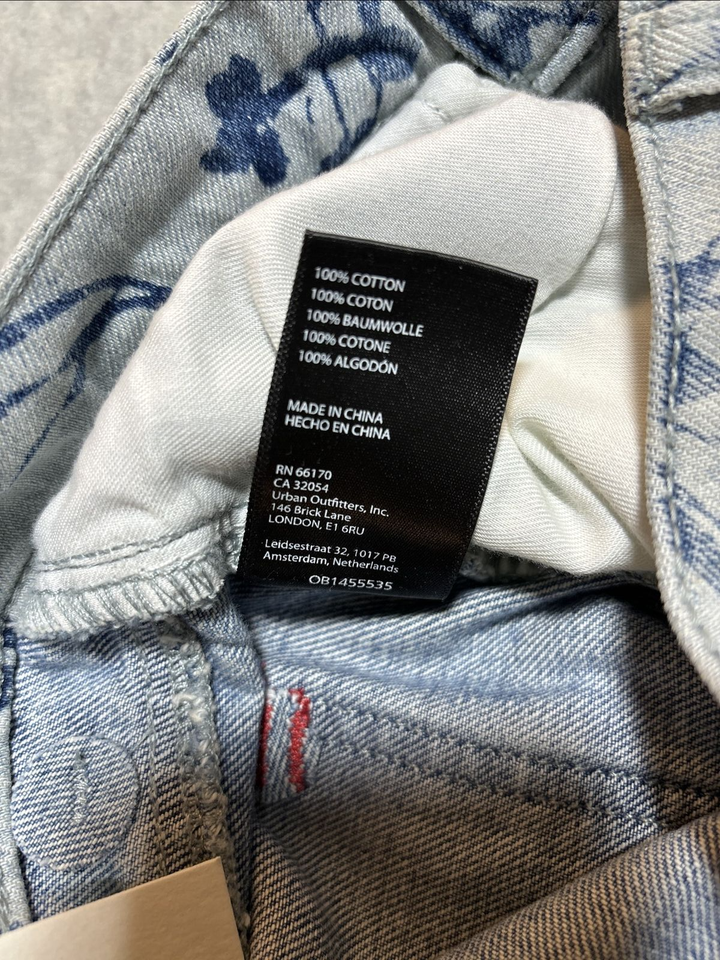 100% COTTON
100% COTON
100% BAUMWOLLE
100% COTONE
100% ALGODÓN
MADE IN CHINA
HECHO EN CHINA
RN 66170
CA 32054
Urban Outfitters, Inc.
146 Brick Lane
LONDON, E1 6RU
Leidsestraat 32, 1017 PB
Amsterdam, Netherlands
OB1455535